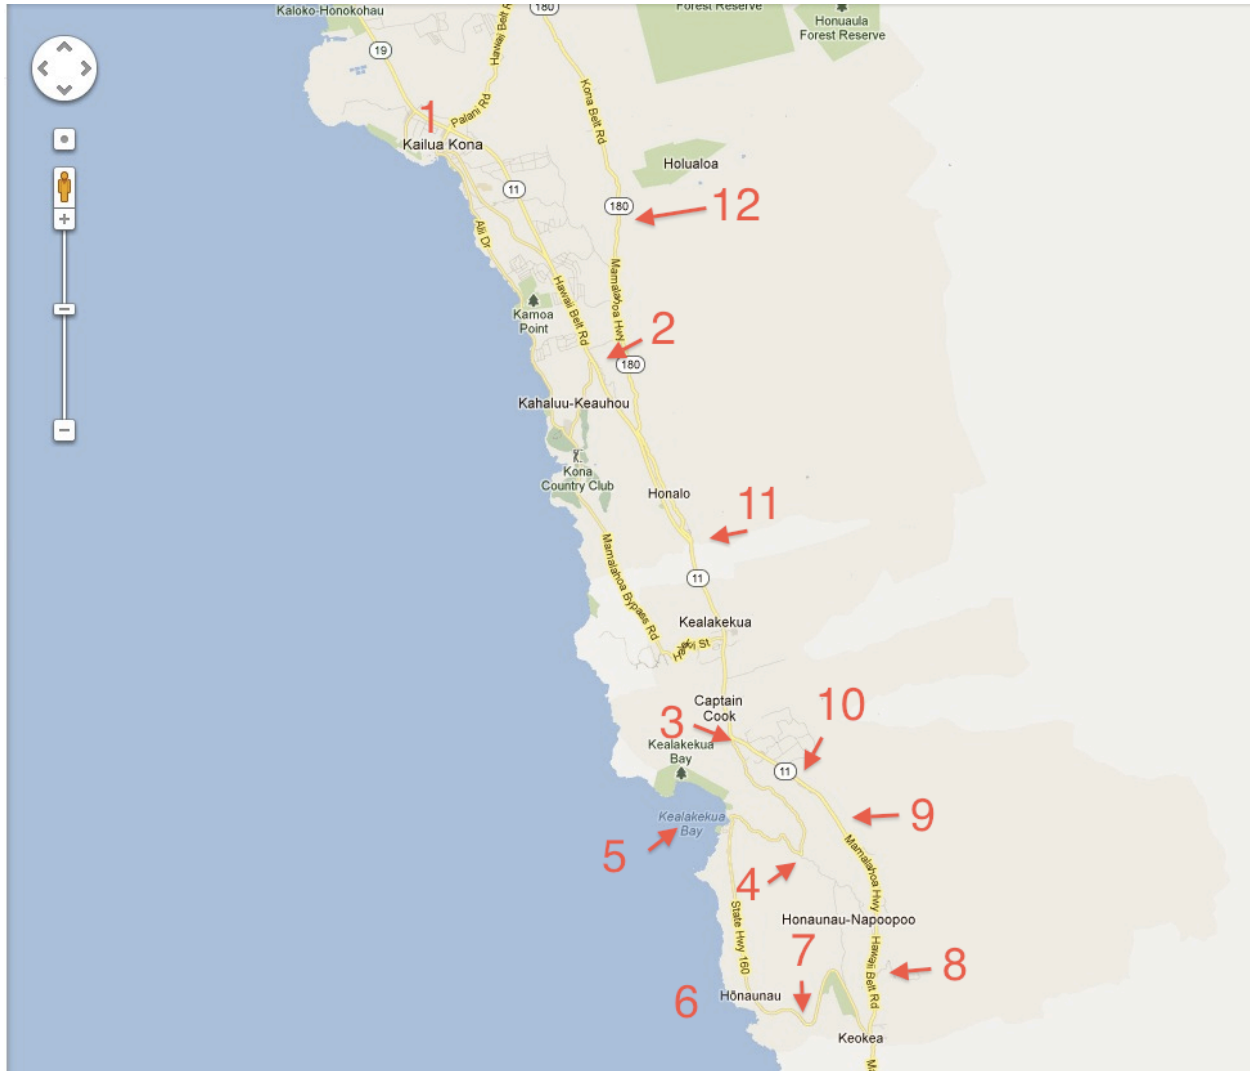 Kaloko-Honokohau
180
Forest Reserve
Honuaula
Forest Reserve
19
Hawaii Belt R
Kona Belt Rd
1
Palani Rd
Kailua Kona
Holualoa
11
180
12
Alii Dr
Mamalahoa Hwy
Hawaii Belt Rd
Kamoa
Point
2
180
Kahaluu-Keauhou
Kona
Country Club
Honalo
11
Mamalahoa Bypass Rd
11
Kealakekua
St
Captain
Cook
3
10
Kealakekua
Bay
11
Kealakekua
Bay
9
5
4
Mamalahoa Hwy
State Hwy 160
Honaunau-Napoopoo
7
Hawaii Belt Rd
8
6
Hōnaunau
Keokea
Ma